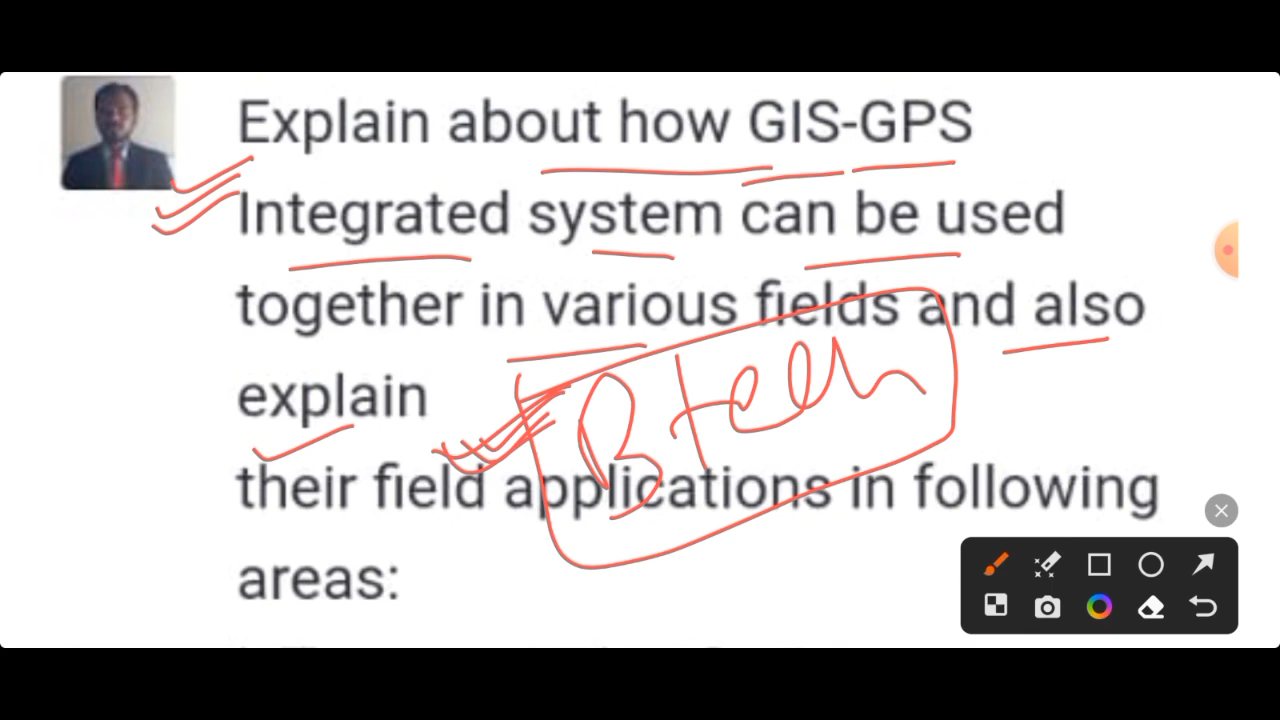 Explain about how GIS-GPS
Integrated system can be used
together in various fields and also
explain
B tech
their field applications in following
areas: